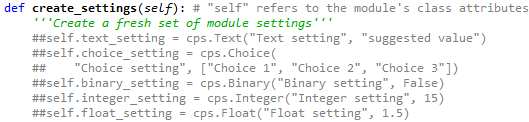 def create_settings(self): # "self" refers to the module's class attributes
    '''Create a fresh set of module settings'''
    ##self.text_setting = cps.Text("Text setting", "suggested value")
    ##self.choice_setting = cps.Choice(
    ##    "Choice setting", ["Choice 1", "Choice 2", "Choice 3"])
    ##self.binary_setting = cps.Binary("Binary setting", False)
    ##self.integer_setting = cps.Integer("Integer setting", 15)
    ##self.float_setting = cps.Float("Float setting", 1.5)